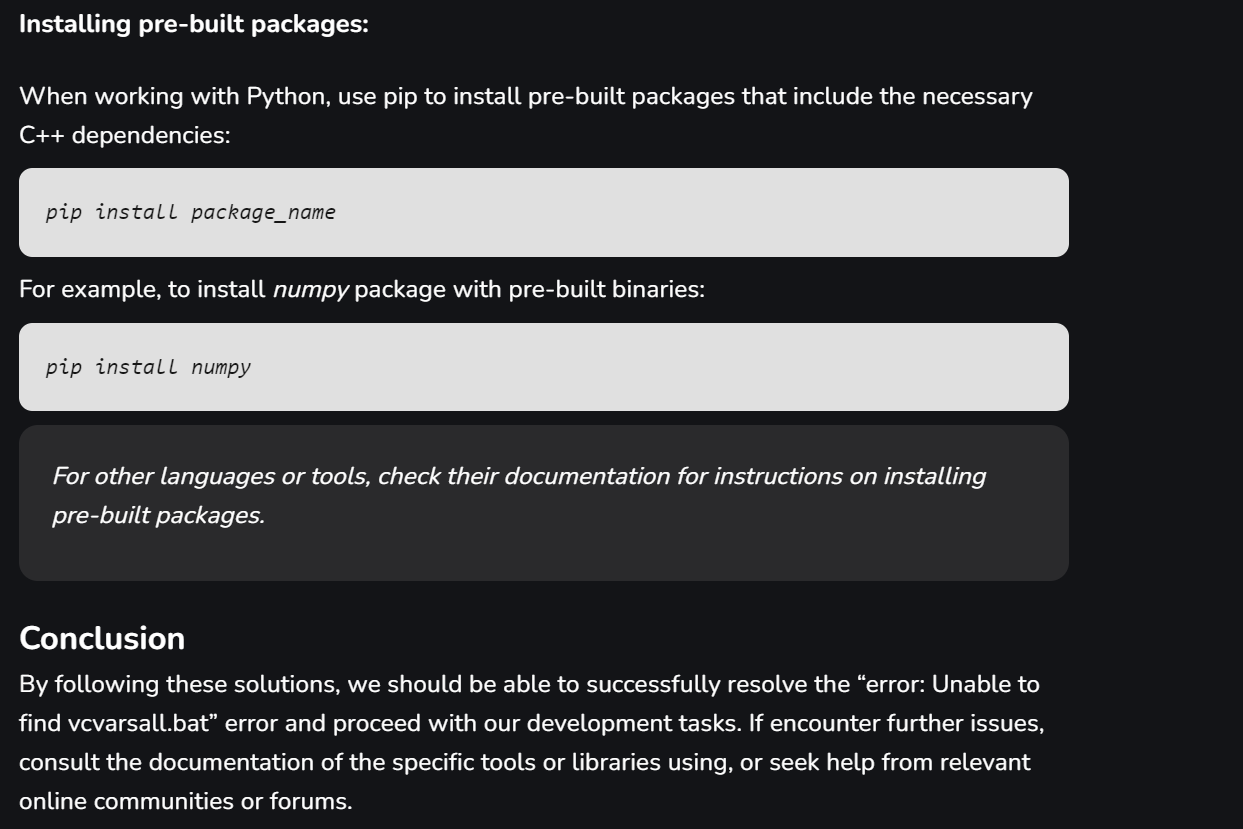 Installing pre-built packages:
When working with Python, use pip to install pre-built packages that include the necessary
C++ dependencies:
pip install package_name
For example, to install numpy package with pre-built binaries:
pip install numpy
For other languages or tools, check their documentation for instructions on installing
pre-built packages.
Conclusion
By following these solutions, we should be able to successfully resolve the “error: Unable to
find vcvarsall.bat” error and proceed with our development tasks. If encounter further issues,
consult the documentation of the specific tools or libraries using, or seek help from relevant
online communities or forums.